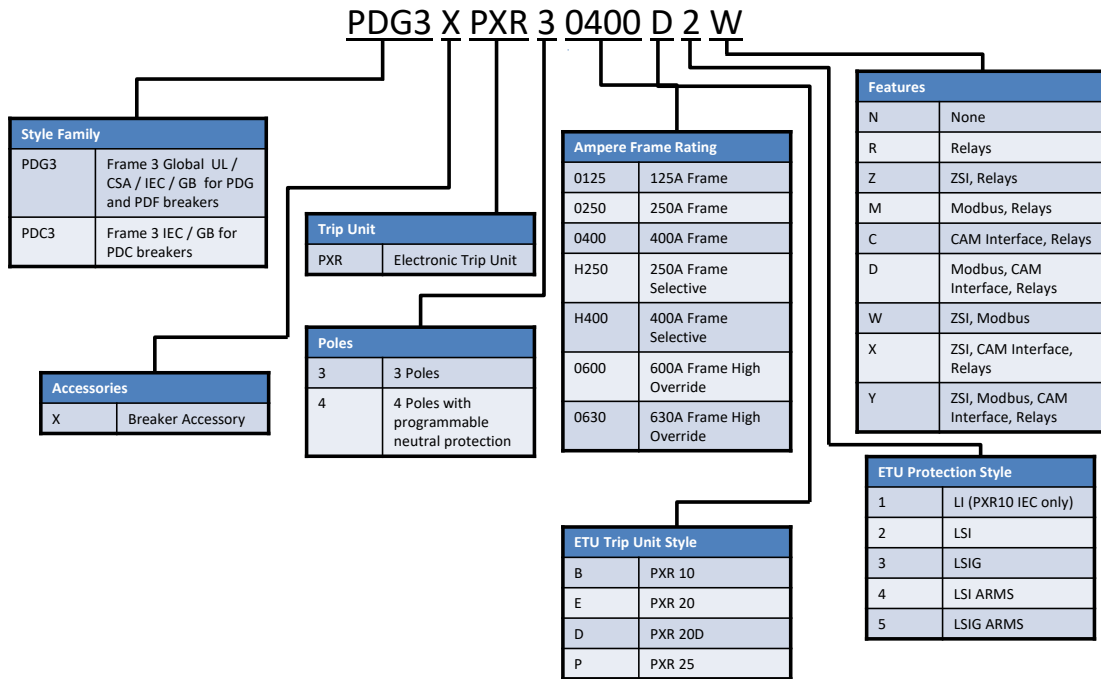 PDG3 X PXR 3 0400 D 2 W
Style Family
PDG3 Frame 3 Global UL /
CSA / IEC / GB for PDG
and PDF breakers
PDC3 Frame 3 IEC / GB for
PDC breakers
Accessories
X Breaker Accessory
Trip Unit
PXR Electronic Trip Unit
Poles
3 3 Poles
4 4 Poles with
programmable
neutral protection
Ampere Frame Rating
0125 125A Frame
0250 250A Frame
0400 400A Frame
H250 250A Frame
Selective
H400 400A Frame
Selective
0600 600A Frame High
Override
0630 630A Frame High
Override
ETU Trip Unit Style
B PXR 10
E PXR 20
D PXR 20D
P PXR 25
Features
N None
R Relays
Z ZSI, Relays
M Modbus, Relays
C CAM Interface, Relays
D Modbus, CAM
Interface, Relays
W ZSI, Modbus
X ZSI, CAM Interface,
Relays
Y ZSI, Modbus, CAM
Interface, Relays
ETU Protection Style
1 LI (PXR10 IEC only)
2 LSI
3 LSIG
4 LSI ARMS
5 LSIG ARMS